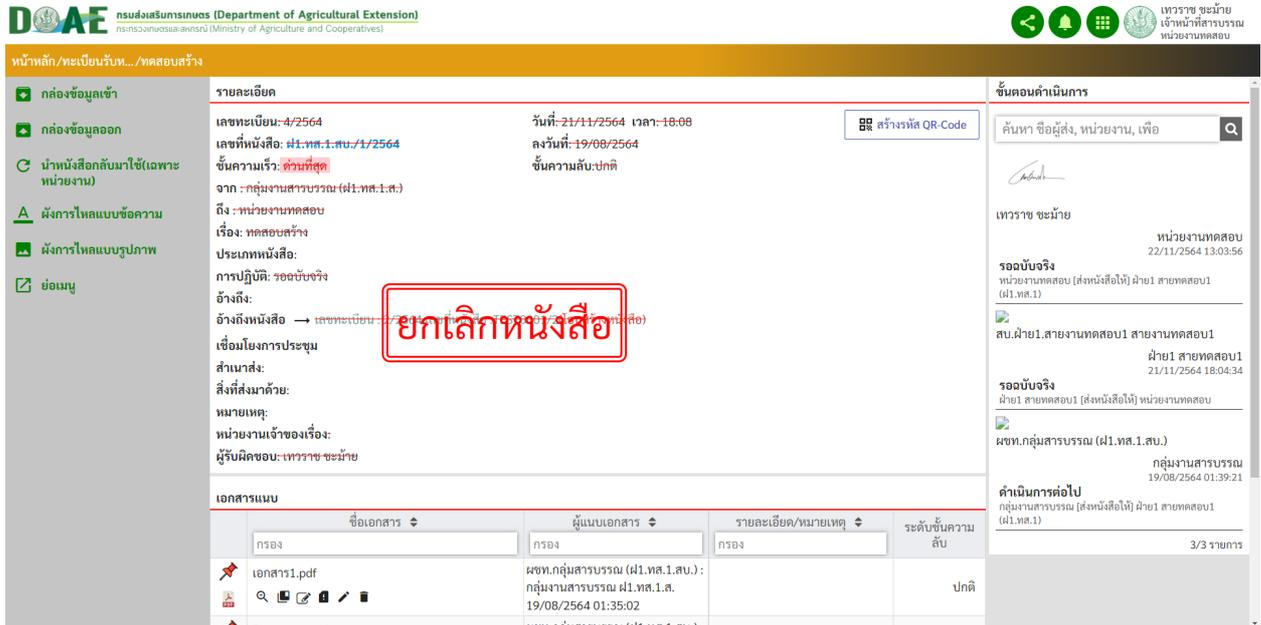 DOAE
กรมส่งเสริมการเกษตร (Department of Agricultural Extension)
กระทรวงเกษตรและสหกรณ์ (Ministry of Agriculture and Cooperatives)
เทวราช ชะม้าย
เจ้าหน้าที่สารบรรณ
หน่วยงานทดสอบ
หน้าหลัก/ทะเบียนรับห.../ทดสอบสร้าง
กล่องข้อมูลเข้า
กล่องข้อมูลออก
นำหนังสือกลับมาใช้(เฉพาะ
หน่วยงาน)
ผังการไหลแบบข้อความ
ผังการไหลแบบรูปภาพ
ย่อเมนู
รายละเอียด
เลขทะเบียน: 4/2564 วันที่: 21/11/2564 เวลา: 18:08
สร้างรหัส QR-Code
เลขที่หนังสือ: ฝ1.ทส.1.สบ./1/2564 ลงวันที่: 19/08/2564
ชั้นความเร็ว: ด่วนที่สุด ชั้นความลับ:ปกติ
จาก : กลุ่มงานสารบรรณ (ฝ1.ทส.1.ส.)
ถึง : หน่วยงานทดสอบ
เรื่อง: ทดสอบสร้าง
ประเภทหนังสือ:
การปฏิบัติ: รอฉบับจริง
อ้างถึง:
อ้างถึงหนังสือ → เลขทะเบียน :
ยกเลิกหนังสือ
เชื่อมโยงการประชุม
สำเนาส่ง:
สิ่งที่ส่งมาด้วย:
หมายเหตุ:
หน่วยงานเจ้าของเรื่อง:
ผู้รับผิดชอบ: เทวราช ชะม้าย
เอกสารแนบ
ชื่อเอกสาร ผู้แนบเอกสาร รายละเอียด/หมายเหตุ ระดับชั้นความ
ลับ
กรอง กรอง กรอง
เอกสาร1.pdf
ผชท.กลุ่มสารบรรณ (ฝ1.ทส.1.สบ.) :
กลุ่มงานสารบรรณ ฝ1.ทส.1.ส.
19/08/2564 01:35:02
ปกติ
ขั้นตอนดำเนินการ
ค้นหา ชื่อผู้ส่ง, หน่วยงาน, เพื่อ
เทวราช ชะม้าย
หน่วยงานทดสอบ
22/11/2564 13:03:56
รอฉบับจริง
หน่วยงานทดสอบ [ส่งหนังสือให้] ฝ่าย1 สายทดสอบ1
(ฝ1.ทส.1)
สบ.ฝ่าย1.สายงานทดสอบ1 สายงานทดสอบ1
ฝ่าย1 สายทดสอบ1
21/11/2564 18:04:34
รอฉบับจริง
ฝ่าย1 สายทดสอบ1 [ส่งหนังสือให้] หน่วยงานทดสอบ
ผชท.กลุ่มสารบรรณ (ฝ1.ทส.1.สบ.)
กลุ่มงานสารบรรณ
19/08/2564 01:39:21
ดำเนินการต่อไป
กลุ่มงานสารบรรณ [ส่งหนังสือให้] ฝ่าย1 สายทดสอบ1
(ฝ1.ทส.1)
3/3 รายการ